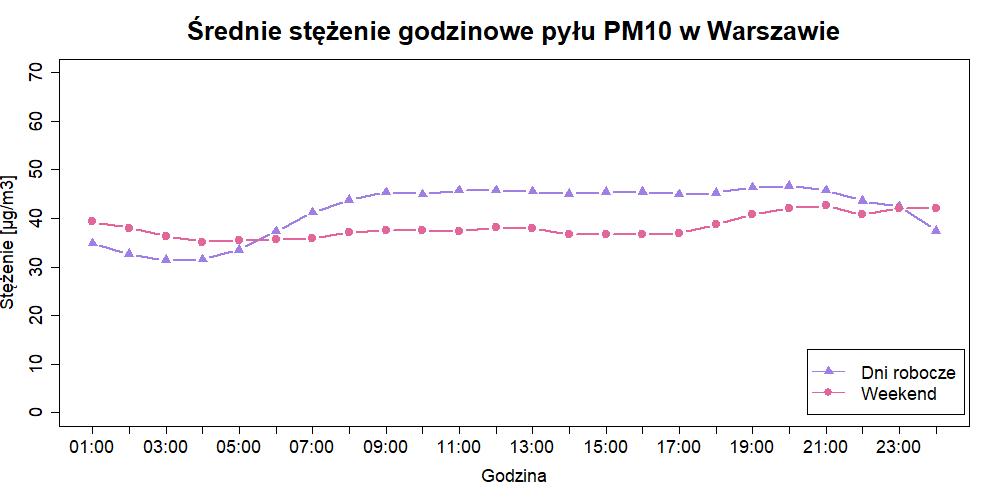 Średnie stężenie godzinowe pyłu PM10 w Warszawie
Stężenie [µg/m3]
70
60
50
40
30
20
10
0
01:00 03:00 05:00 07:00 09:00 11:00 13:00 15:00 17:00 19:00 21:00 23:00
Godzina
Dni robocze
Weekend